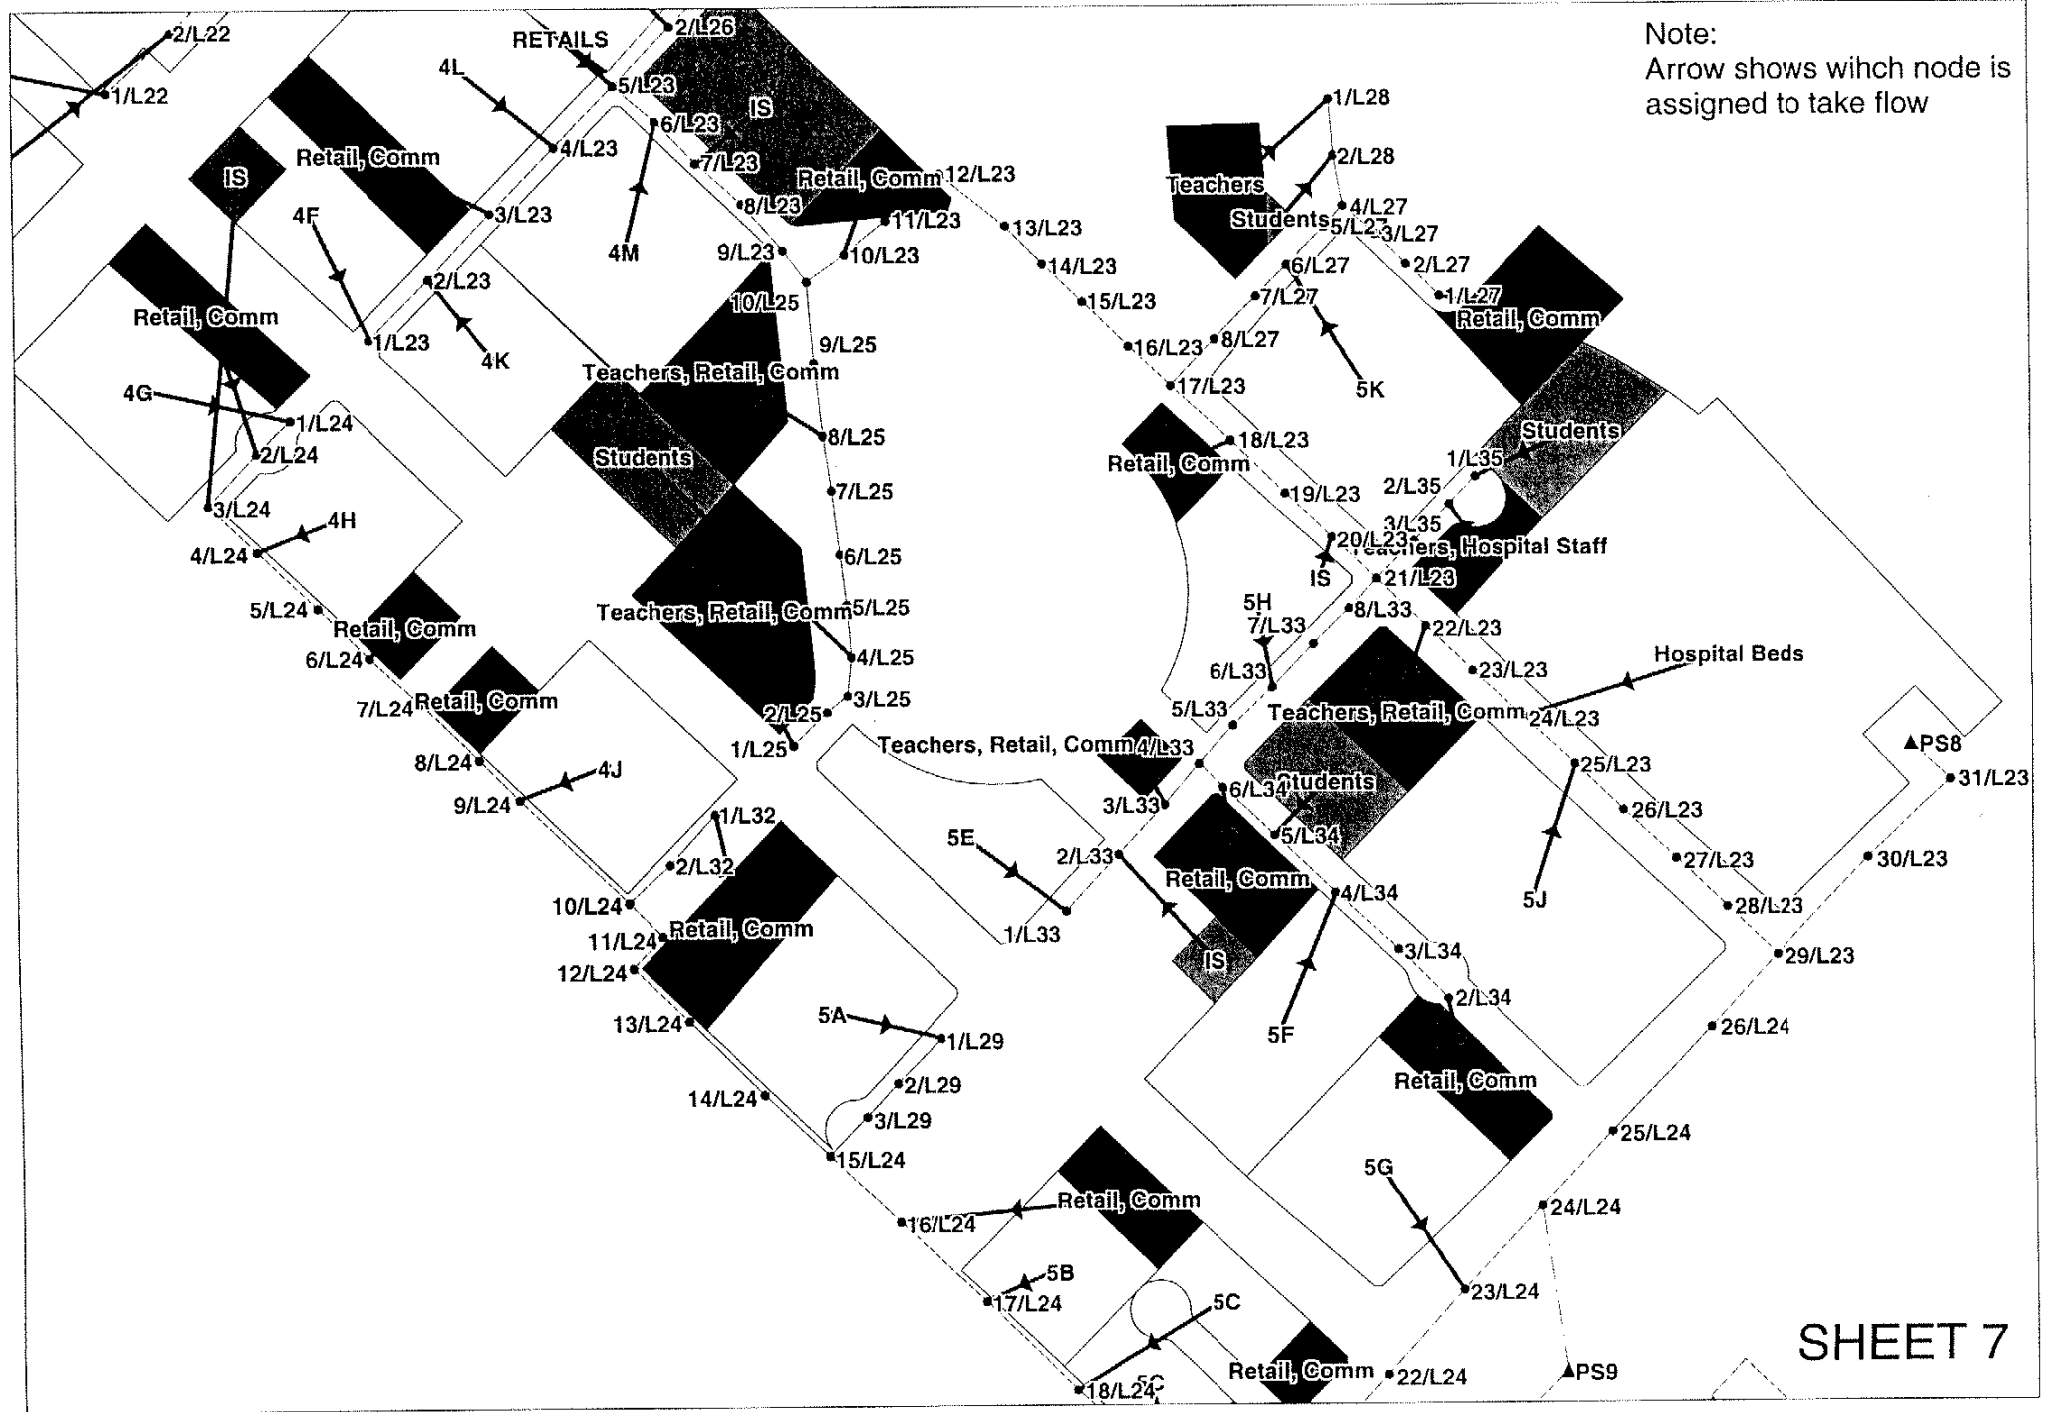 Note:
Arrow shows wihch node is
assigned to take flow
2/L22
1/L22
RETAILS
2/L26
4L
5/L23
IS
6/L23
4/L23
7/L23
Retail, Comm
IS
3/L23
4F
8/L23
Retail, Comm
12/L23
11/L23
13/L23
4M
9/L23
10/L23
14/L23
2/L23
10/L25
15/L23
1/L23
4K
Retail, Comm
9/L25
16/L23
17/L23
1/L28
2/L28
Teachers
Students
4/L27
5/L27
3/L27
6/L27
2/L27
7/L27
1/L27
8/L27
Retail, Comm
5K
4G
1/L24
2/L24
3/L24
4H
4/L24
Teachers, Retail, Comm
8/L25
Students
7/L25
6/L25
18/L23
Retail, Comm
19/L23
20/L23
IS
Students
1/L35
2/L35
3/L35
Teachers, Hospital Staff
21/L23
5/L24
Retail, Comm
6/L24
Teachers, Retail, Comm
5/L25
4/L25
5H
7/L33
8/L33
22/L23
6/L33
23/L23
Hospital Beds
7/L24
Retail, Comm
3/L25
2/L25
1/L25
5/L33
Teachers, Retail, Comm
24/L23
8/L24
4J
9/L24
Teachers, Retail, Comm
4/L33
25/L23
PS8
31/L23
6/L34
Students
3/L33
26/L23
1/L32
5E
2/L33
5/L34
27/L23
30/L23
2/L32
Retail, Comm
4/L34
5J
28/L23
10/L24
11/L24
Retail, Comm
1/L33
IS
3/L34
29/L23
12/L24
2/L34
13/L24
5A
1/L29
5F
26/L24
2/L29
Retail, Comm
14/L24
3/L29
25/L24
15/L24
5G
Retail, Comm
16/L24
24/L24
5B
17/L24
5C
23/L24
SHEET 7
Retail, Comm
22/L24
PS9
18/L24
5C